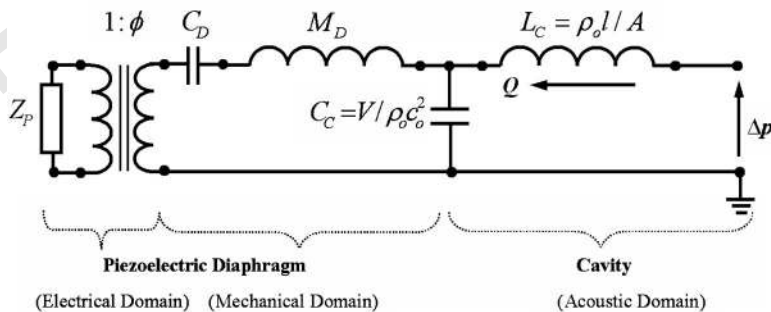 1:ϕ
C_D
M_D
L_C = ρ_o l / A
Z_P
C_C = V / ρ_o c_o^2
Q
Δp
Piezoelectric Diaphragm
Cavity
(Electrical Domain)
(Mechanical Domain)
(Acoustic Domain)